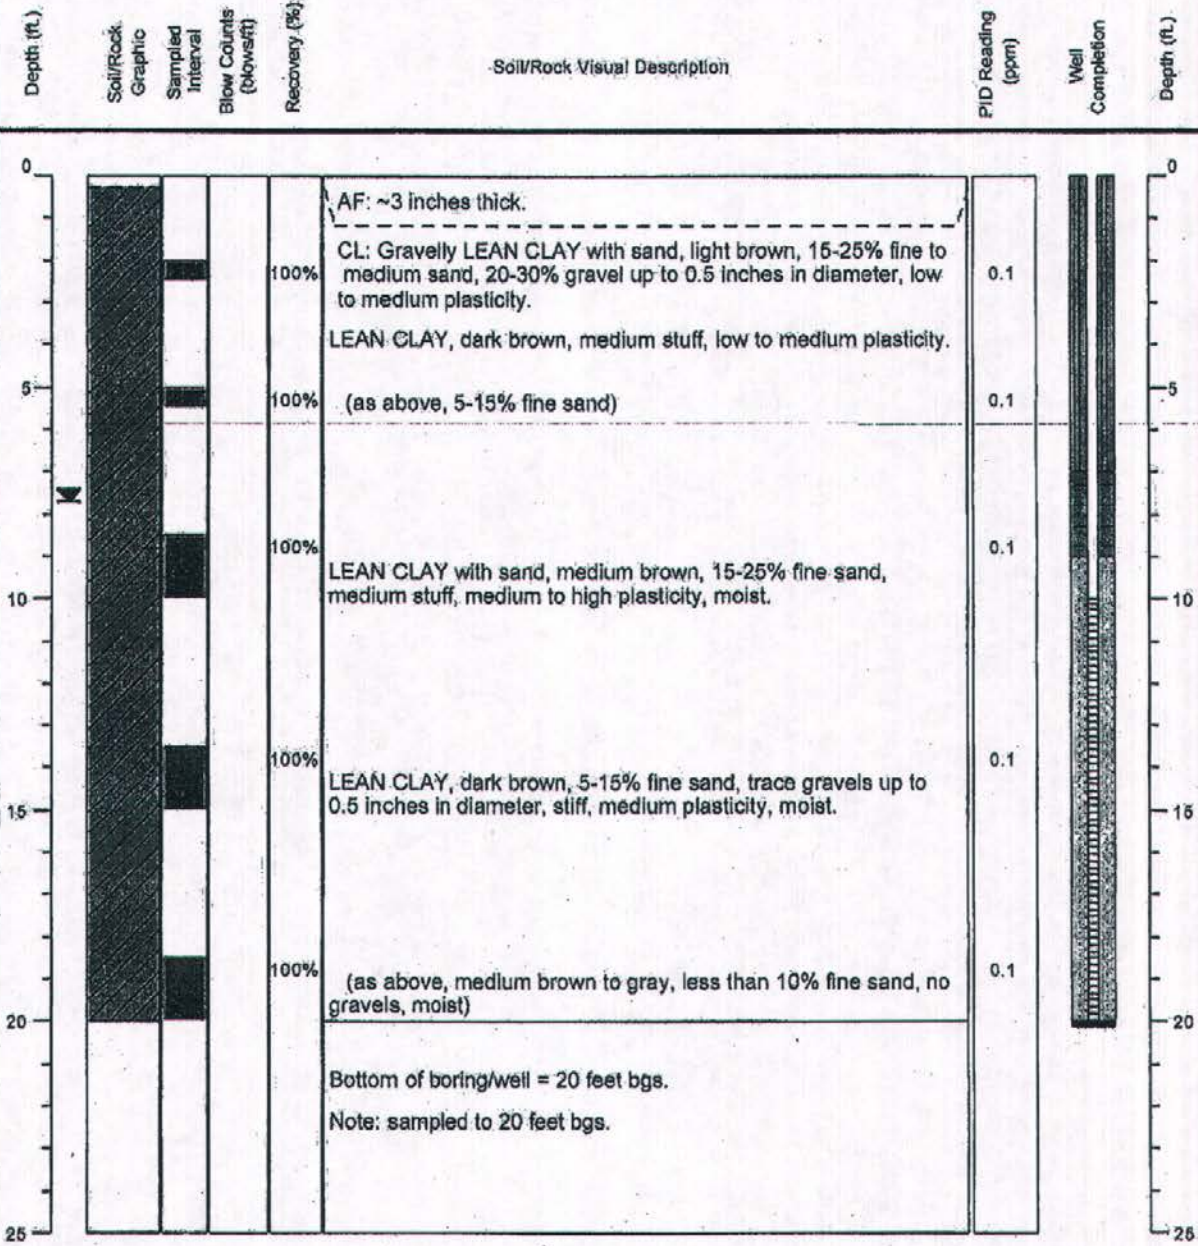 Depth (ft.)
Soil/Rock
Graphic
Sampled
Interval
Blow Counts
(blows/ft)
Recovery (%)
Soil/Rock Visual Description
PID Reading
(ppm)
Well
Completion
Depth (ft.)
0
0
AF: ~3 inches thick.
CL: Gravelly LEAN CLAY with sand, light brown, 15-25% fine to
100%
0.1
medium sand, 20-30% gravel up to 0.5 inches in diameter, low
to medium plasticity.
LEAN CLAY, dark brown, medium stuff, low to medium plasticity.
5
5
100%
(as above, 5-15% fine sand)
0.1
100%
0.1
LEAN CLAY with sand, medium brown, 15-25% fine sand,
10
medium stuff, medium to high plasticity, moist.
10
100%
0.1
LEAN CLAY, dark brown, 5-15% fine sand, trace gravels up to
15
0.5 inches in diameter, stiff, medium plasticity, moist.
15
100%
0.1
(as above, medium brown to gray, less than 10% fine sand, no
gravels, moist)
20
20
Bottom of boring/well = 20 feet bgs.
Note: sampled to 20 feet bgs.
25
25